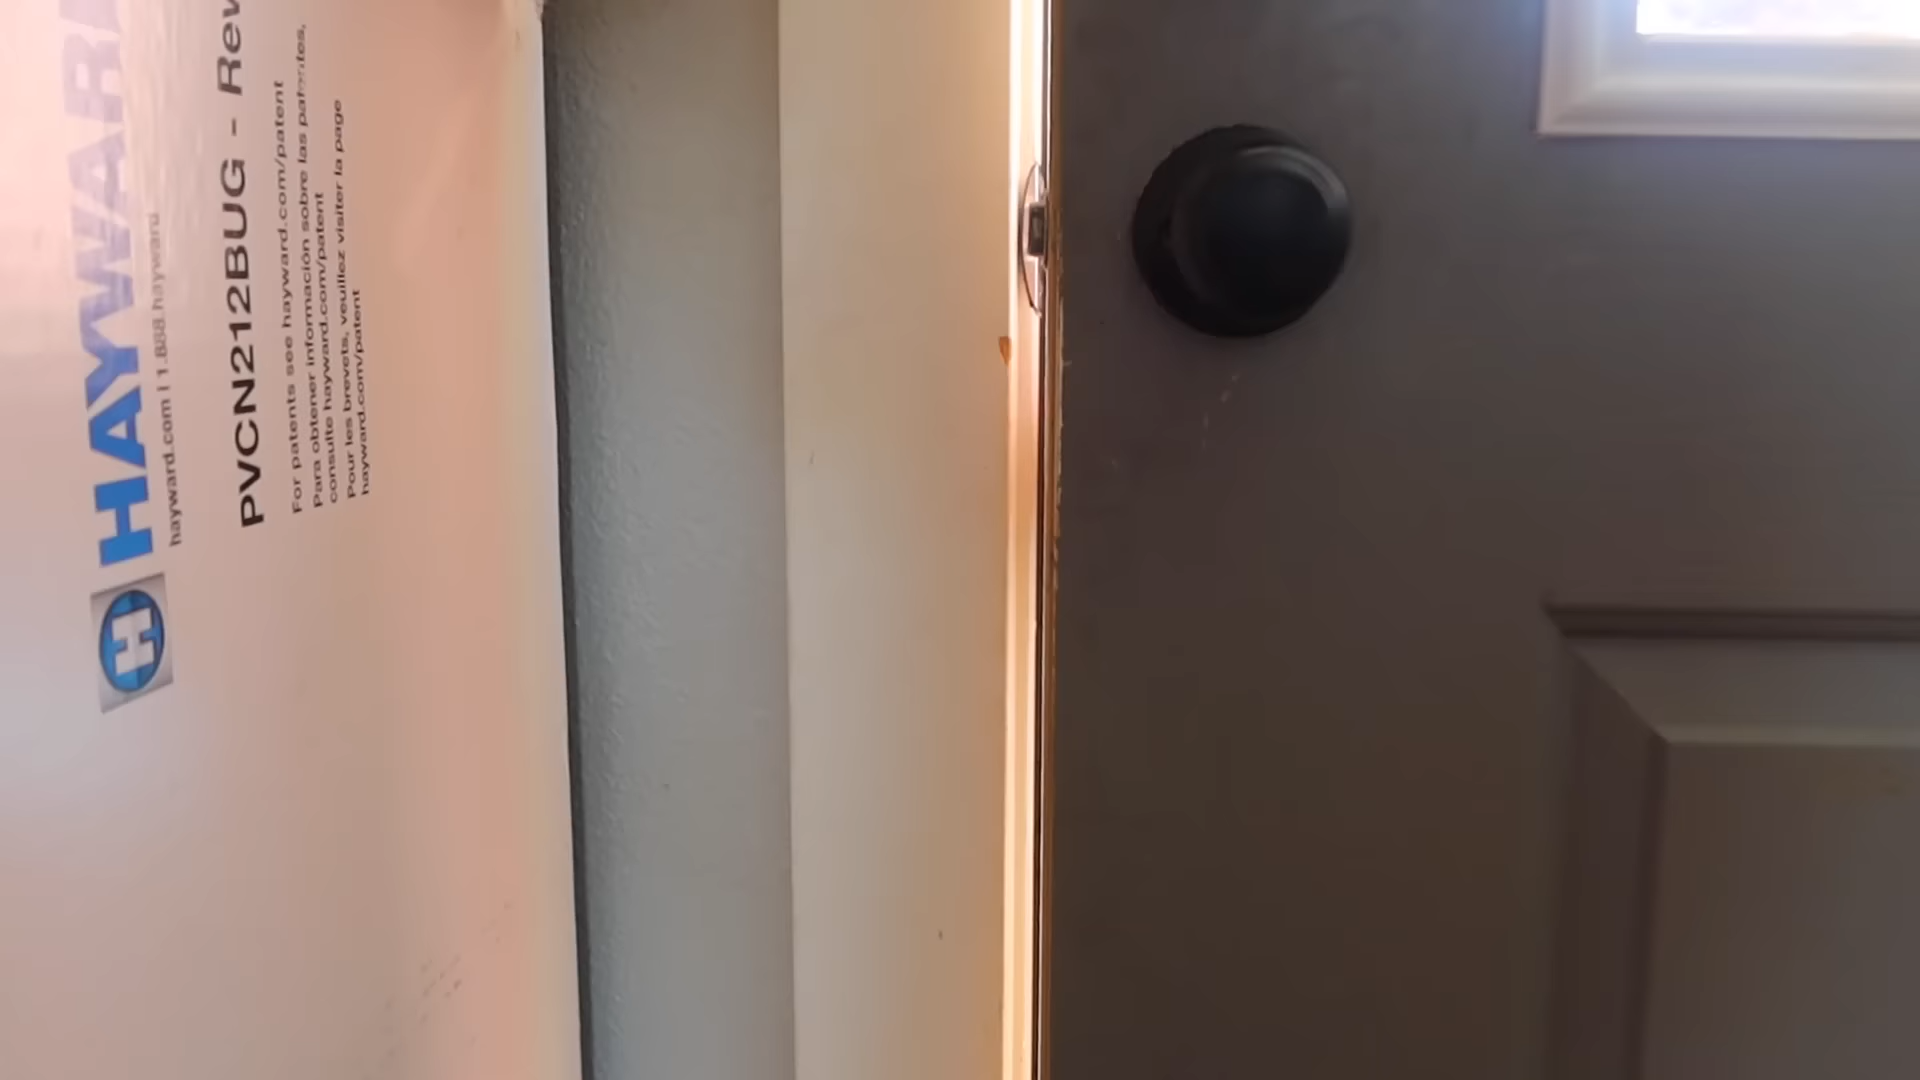 HAYWAR
hayward.com | 1.888.hayward
PVCN212BUG - Rev
For patents see hayward.com/patent
Para obtener información sobre las patentes,
consulte hayward.com/patent
Pour les brevets, veuillez visiter la page
hayward.com/patent
H